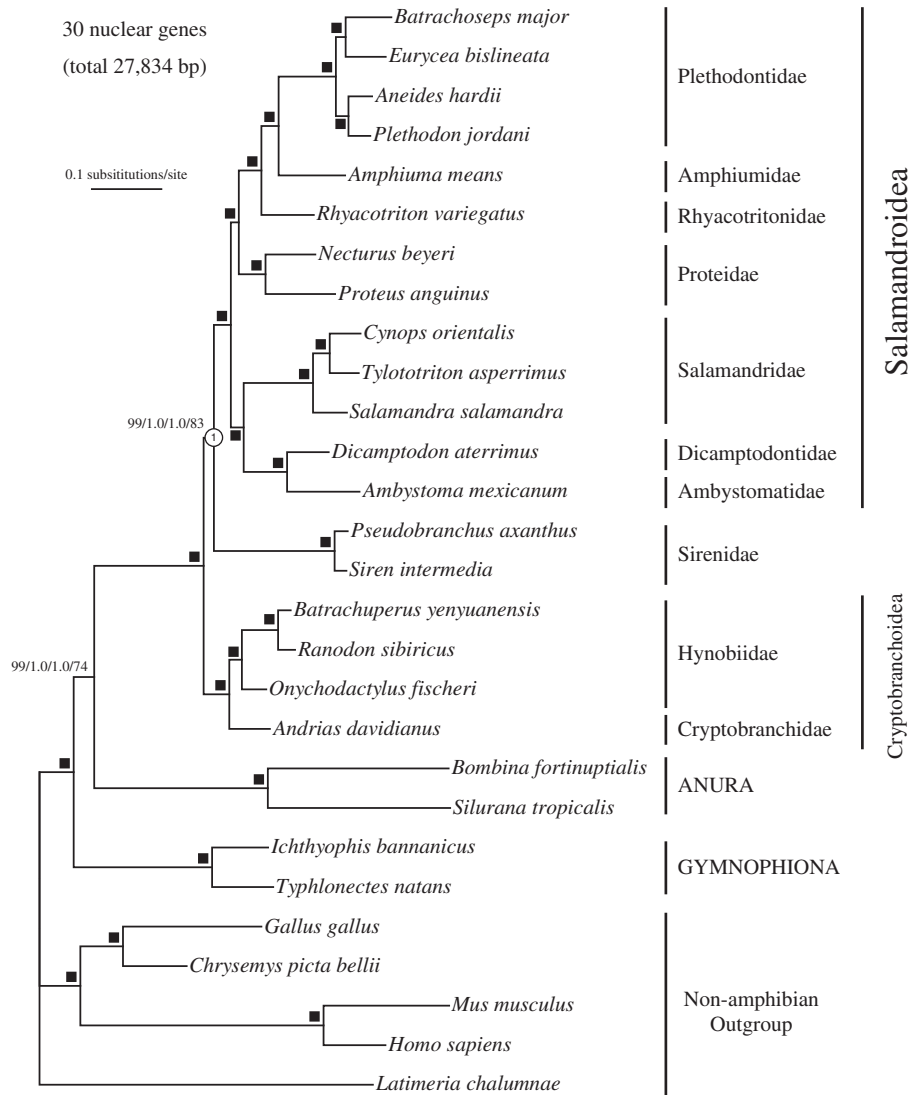 30 nuclear genes
(total 27,834 bp)
0.1 subsititutions/site
Batrachoseps major
Eurycea bislineata
Aneides hardii
Plethodon jordani
Amphiuma means
Rhyacotriton variegatus
Necturus beyeri
Proteus anguinus
Cynops orientalis
Tylototriton asperrimus
Salamandra salamandra
Dicamptodon aterrimus
Ambystoma mexicanum
Pseudobranchus axanthus
Siren intermedia
Batrachuperus yenyuanensis
Ranodon sibiricus
Onychodactylus fischeri
Andrias davidianus
Bombina fortinuptialis
Silurana tropicalis
Ichthyophis bannanicus
Typhlonectes natans
Gallus gallus
Chrysemys picta bellii
Mus musculus
Homo sapiens
Latimeria chalumnae
99/1.0/1.0/83
1
99/1.0/1.0/74
Plethodontidae
Amphiumidae
Rhyacotritonidae
Proteidae
Salamandridae
Dicamptodontidae
Ambystomatidae
Sirenidae
Hynobiidae
Cryptobranchidae
ANURA
GYMNOPHIONA
Non-amphibian
Outgroup
Salamandroidea
Cryptobranchoidea